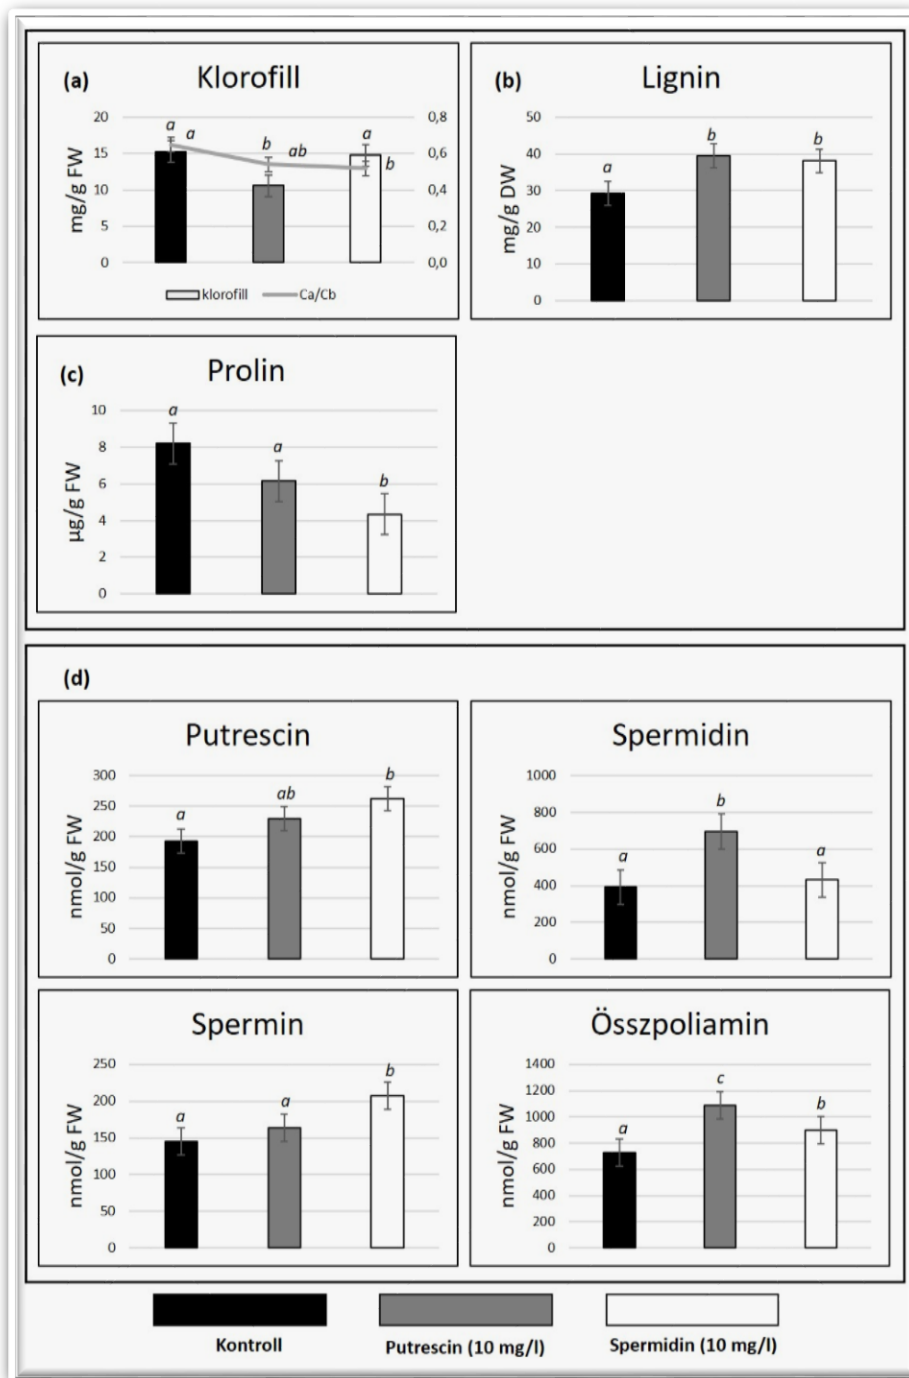 (a)
Klorofill
mg/g FW
20
15
10
5
0
0,8
0,6
0,4
0,2
0,0
a
a
b
ab
a
b
klorofill
Ca/Cb
(b)
Lignin
mg/g DW
50
40
30
20
10
0
a
b
b
(c)
Prolin
µg/g FW
10
8
6
4
2
0
a
a
b
(d)
Putrescin
nmol/g FW
300
250
200
150
100
50
0
a
ab
b
Spermidin
nmol/g FW
1000
800
600
400
200
0
a
b
a
Spermin
nmol/g FW
250
200
150
100
50
0
a
a
b
Összpoliamin
nmol/g FW
1400
1200
1000
800
600
400
200
0
a
c
b
Kontroll
Putrescin (10 mg/l)
Spermidin (10 mg/l)